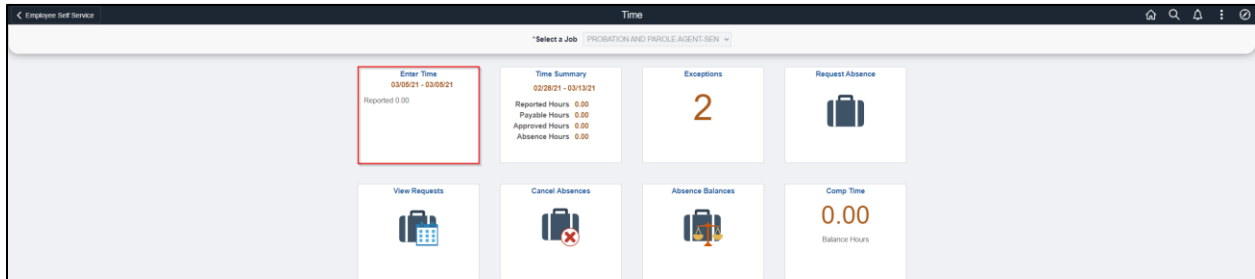 Employee Self Service
Time
*Select a Job PROBATION AND PAROLE AGENT-SEN
Enter Time
03/05/21 - 03/05/21
Reported 0.00
Time Summary
02/28/21 - 03/13/21
Reported Hours 0.00
Payable Hours 0.00
Approved Hours 0.00
Absence Hours 0.00
Exceptions
2
Request Absence
View Requests
Cancel Absences
Absence Balances
Comp Time
0.00
Balance Hours